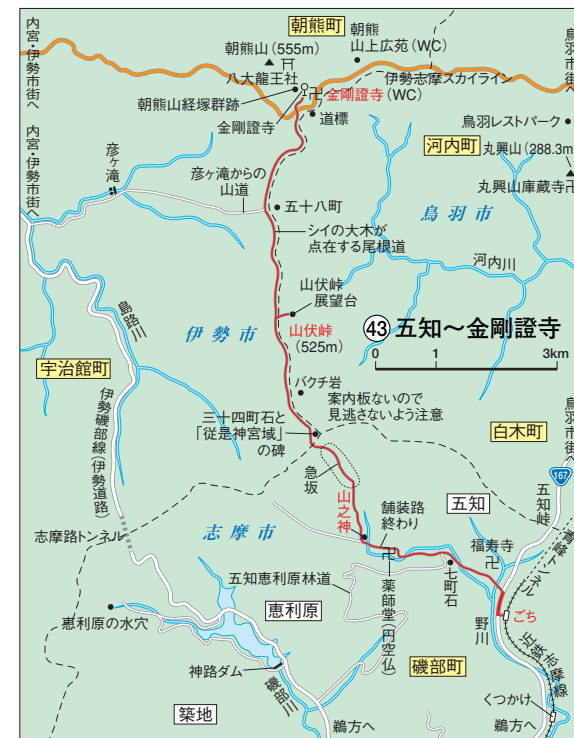 内宮・伊勢市街へ
朝熊町
朝熊山(555m)
朝熊
山上広苑(WC)
鳥羽市街へ
八大龍王社
伊勢志摩スカイライン
朝熊山経塚群跡
卍金剛證寺
(WC)
金剛證寺
道標
鳥羽レストパーク
内宮・伊勢市街へ
河内町
丸興山(288.3m)
彦ヶ滝
彦ヶ滝からの
山道
丸興山庫蔵寺卍
五十八町
鳥羽市
シイの大木が
点在する尾根道
河内川
山伏峠
展望台
島路川
伊勢市
山伏峠
(525m)
43 五知〜金剛證寺
0 1 3km
宇治館町
バクチ岩
案内板ないので
見逃さないよう注意
三十四町石と
「従是神宮域」
の碑
白木町
鳥羽市街へ
伊勢磯部線(伊勢道路)
急坂
167
五知
五知峠
山之神
舗装路
終わり
志摩市
志摩路トンネル
福寿寺
卍
青峰トンネル
卍
五知恵利原林道
薬師堂(円空仏)
七町石
恵利原
ごち
恵利原の水穴
野川
磯部町
近鉄志摩線
神路ダム
磯部川
くつかけ
築地
鵜方へ
鵜方へ